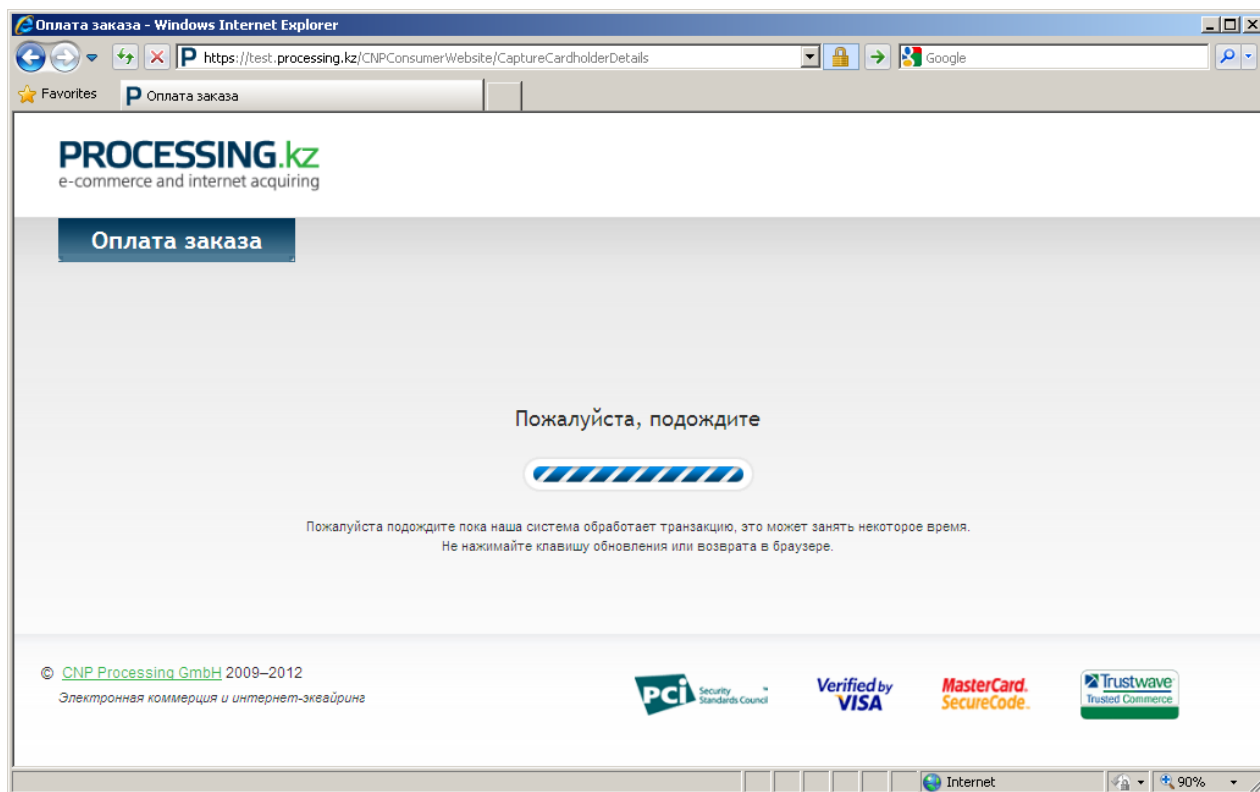 Оплата заказа - Windows Internet Explorer
https://test.processing.kz/CNPConsumerWebsite/CaptureCardholderDetails
Google
Favorites
Оплата заказа
PROCESSING.kz
e-commerce and internet acquiring
Оплата заказа
Пожалуйста, подождите
Пожалуйста подождите пока наша система обработает транзакцию, это может занять некоторое время.
Не нажимайте клавишу обновления или возврата в браузере.
© CNP Processing GmbH 2009–2012
Электронная коммерция и интернет-эквайринг
PCi Security Standards Council
Verified by VISA
MasterCard. SecureCode.
Trustwave Trusted Commerce
Internet
90%